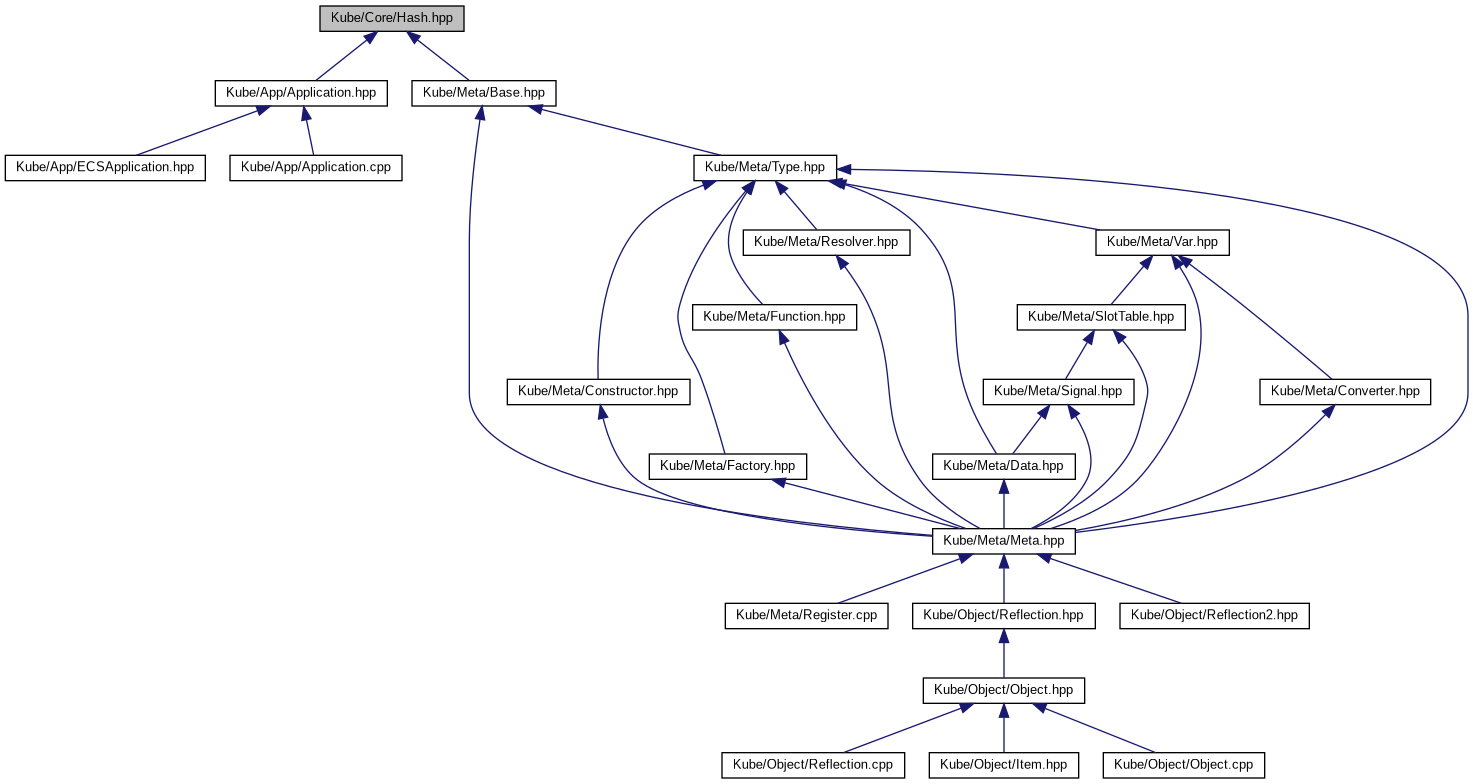 Kube/Core/Hash.hpp
Kube/App/Application.hpp
Kube/Meta/Base.hpp
Kube/App/ECSApplication.hpp
Kube/App/Application.cpp
Kube/Meta/Type.hpp
Kube/Meta/Resolver.hpp
Kube/Meta/Var.hpp
Kube/Meta/Function.hpp
Kube/Meta/SlotTable.hpp
Kube/Meta/Constructor.hpp
Kube/Meta/Signal.hpp
Kube/Meta/Converter.hpp
Kube/Meta/Factory.hpp
Kube/Meta/Data.hpp
Kube/Meta/Meta.hpp
Kube/Meta/Register.cpp
Kube/Object/Reflection.hpp
Kube/Object/Reflection2.hpp
Kube/Object/Object.hpp
Kube/Object/Reflection.cpp
Kube/Object/Item.hpp
Kube/Object/Object.cpp